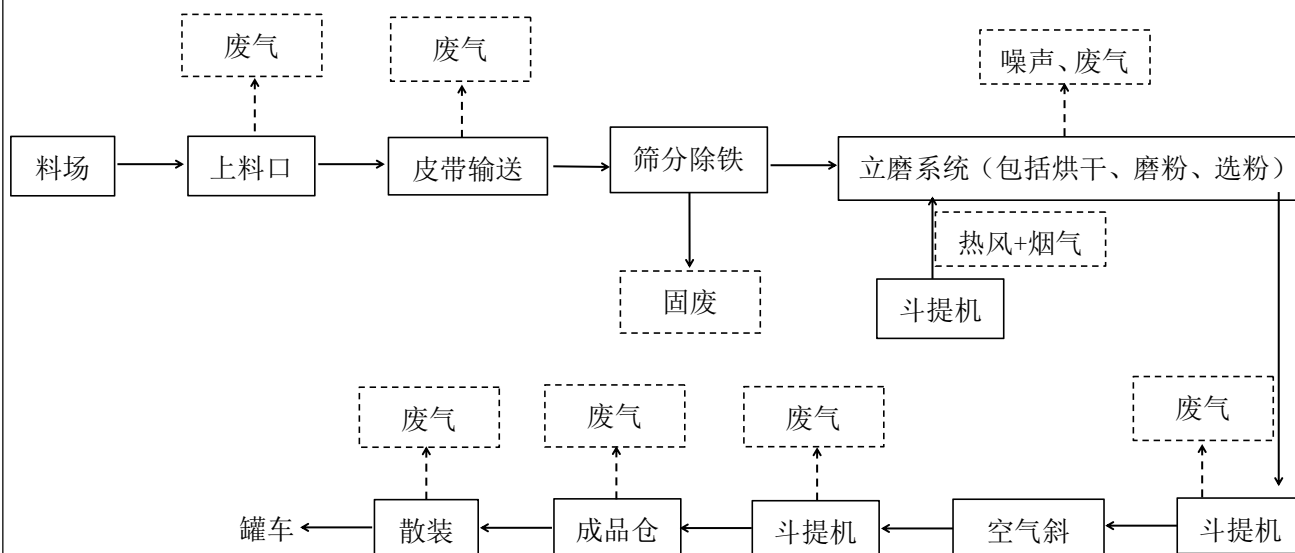 废气
废气
噪声、废气
料场
上料口
皮带输送
筛分除铁
立磨系统（包括烘干、磨粉、选粉）
热风+烟气
固废
斗提机
废气
废气
废气
废气
罐车
散装
成品仓
斗提机
空气斜
斗提机